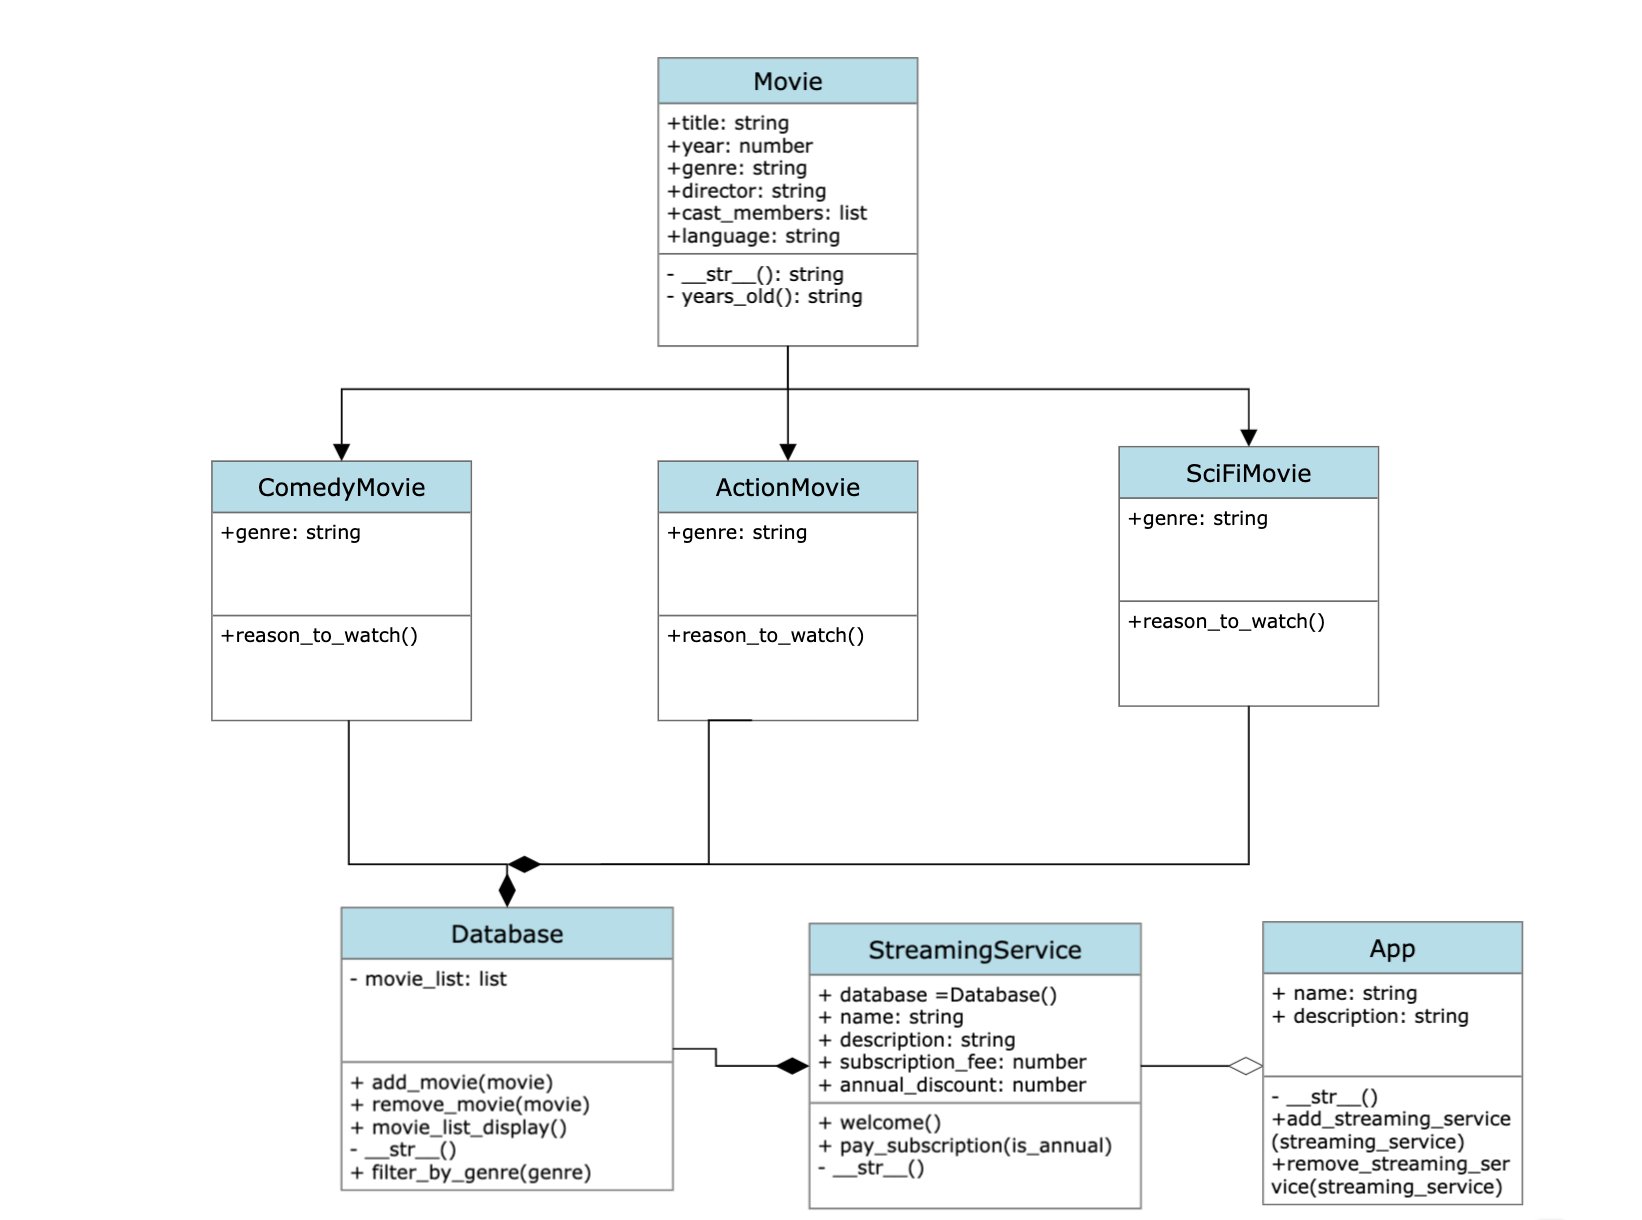 Movie
+title: string
+year: number
+genre: string
+director: string
+cast_members: list
+language: string
- __str__(): string
- years_old(): string
ComedyMovie
+genre: string
+reason_to_watch()
ActionMovie
+genre: string
+reason_to_watch()
SciFiMovie
+genre: string
+reason_to_watch()
Database
- movie_list: list
+ add_movie(movie)
+ remove_movie(movie)
+ movie_list_display()
- __str__()
+ filter_by_genre(genre)
StreamingService
+ database =Database()
+ name: string
+ description: string
+ subscription_fee: number
+ annual_discount: number
+ welcome()
+ pay_subscription(is_annual)
- __str__()
App
+ name: string
+ description: string
- __str__()
+add_streaming_service
(streaming_service)
+remove_streaming_ser
vice(streaming_service)